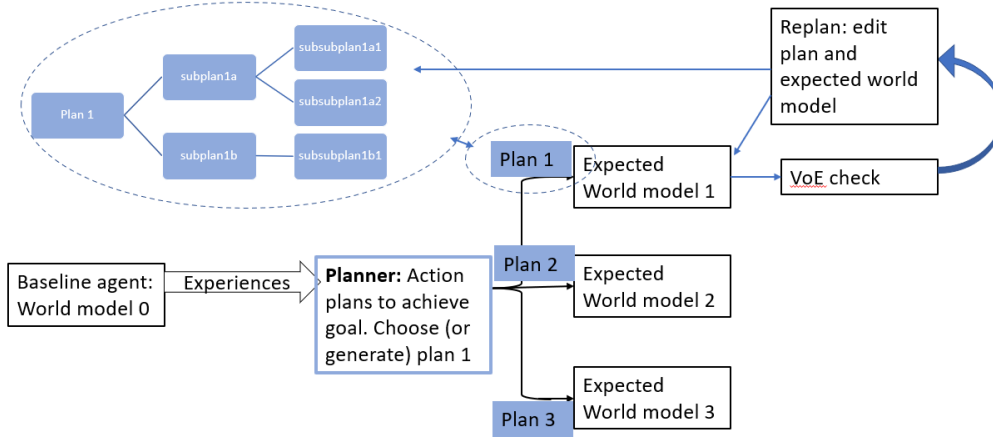 Plan 1
subplan1a
subplan1b
subsubplan1a1
subsubplan1a2
subsubplan1b1
Replan: edit
plan and
expected world
model
Plan 1
Expected
World model 1
VoE check
Baseline agent:
World model 0
Experiences
Planner: Action
plans to achieve
goal. Choose (or
generate) plan 1
Plan 2
Expected
World model 2
Plan 3
Expected
World model 3